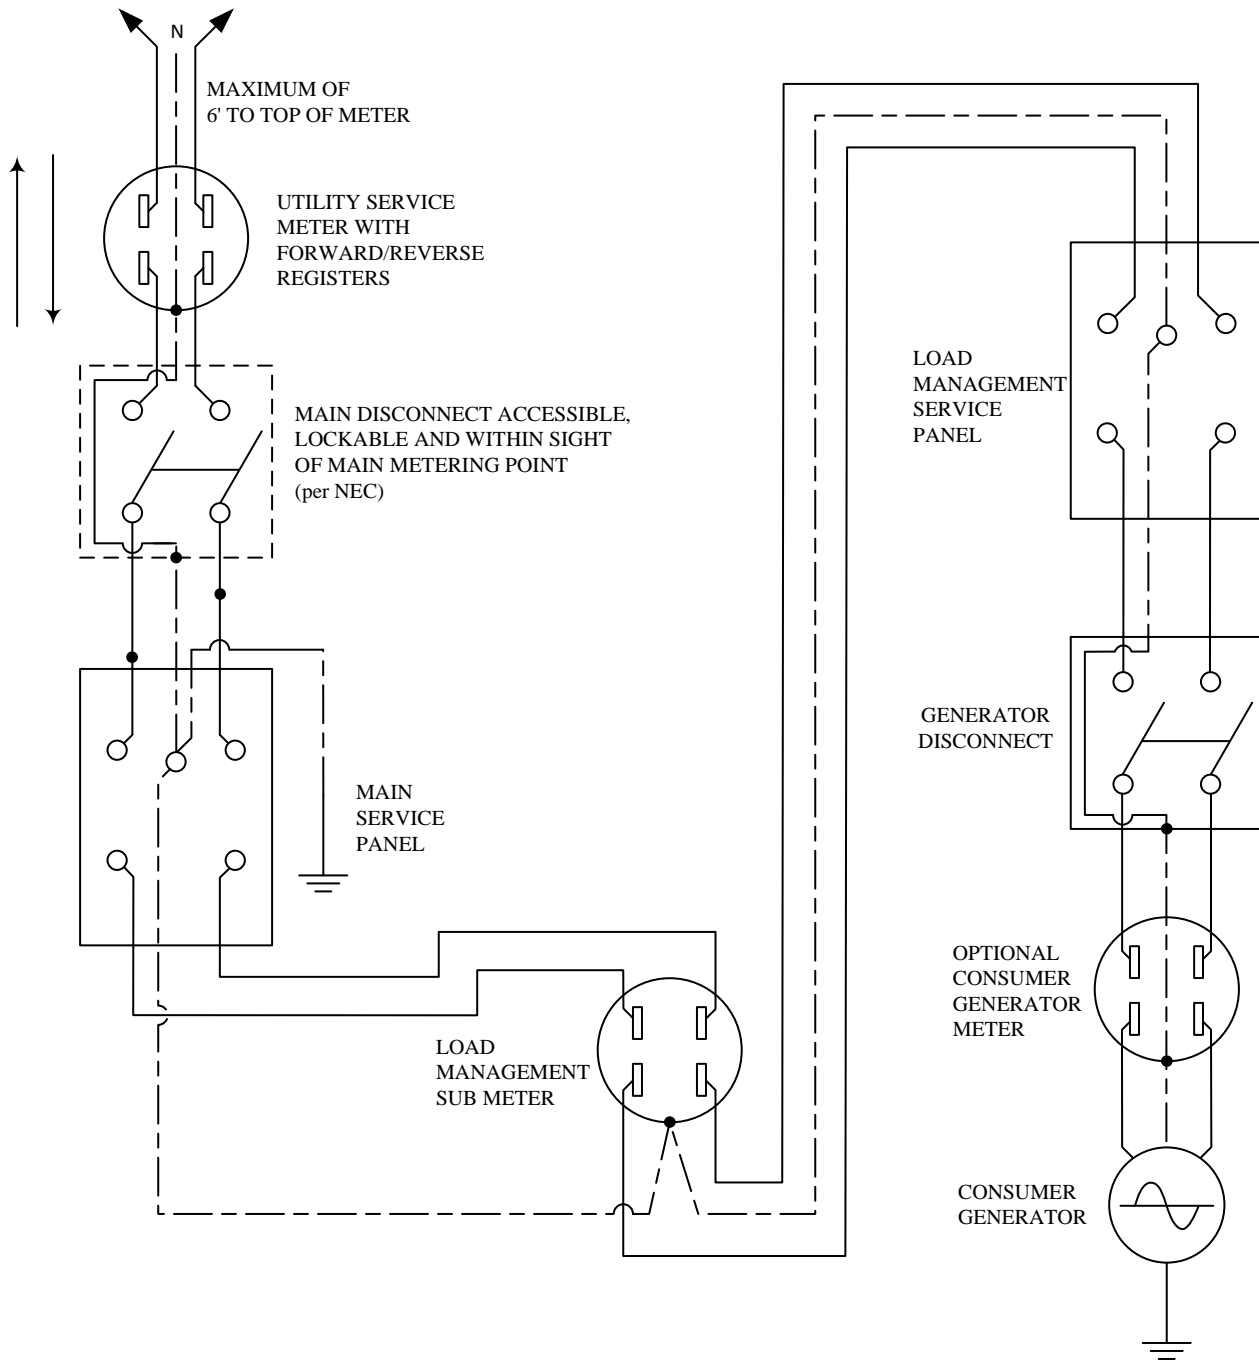 N
MAXIMUM OF
6' TO TOP OF METER
UTILITY SERVICE
METER WITH
FORWARD/REVERSE
REGISTERS
MAIN DISCONNECT ACCESSIBLE,
LOCKABLE AND WITHIN SIGHT
OF MAIN METERING POINT
(per NEC)
MAIN
SERVICE
PANEL
LOAD
MANAGEMENT
SUB METER
LOAD
MANAGEMENT
SERVICE
PANEL
GENERATOR
DISCONNECT
OPTIONAL
CONSUMER
GENERATOR
METER
CONSUMER
GENERATOR